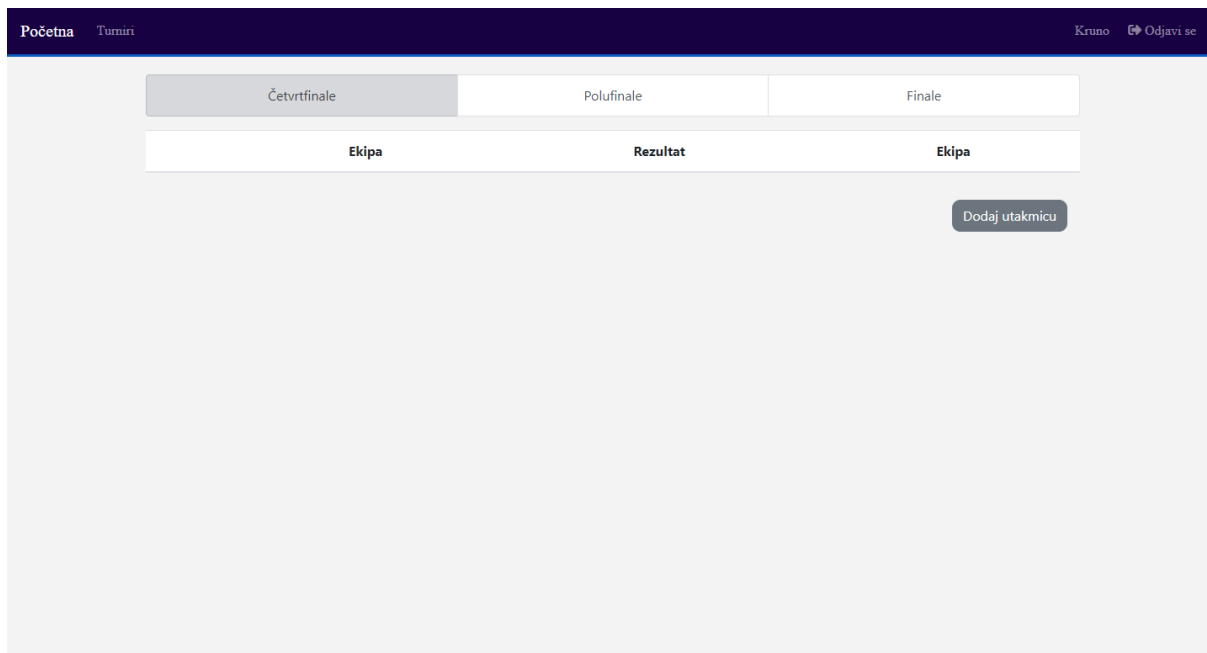 Početna Turniri Kruno Odjavi se
Četvrtfinale Polufinale Finale
Ekipa Rezultat Ekipa
Dodaj utakmicu